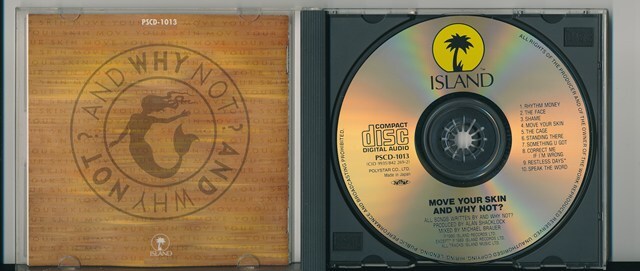 PSCD-1013
AND WHY NOT? AND WHY NOT?
ISLAND
ISLAND
ALL RIGHTS OF THE PRODUCER AND OF THE OWNER OF THE WORK REPRODUCED RESERVED.
COMPACT
disc
DIGITAL AUDIO
PSCD-1013
POLYSTAR CO., LTD.
Made in Japan
1. RHYTHM MONEY
2. THE FACE
3. SHAME
4. MOVE YOUR SKIN
5. THE CAGE
6. STANDING THERE
7. SOMETHING U GOT
8. CORRECT ME
IF I'M WRONG
9. RESTLESS DAYS*
10. SPEAK THE WORD
MOVE YOUR SKIN
AND WHY NOT?
ALL SONGS WRITTEN BY AND WHY NOT?
PRODUCED BY ALAN SHACKLOCK
MIXED BY MICHAEL BRAUER